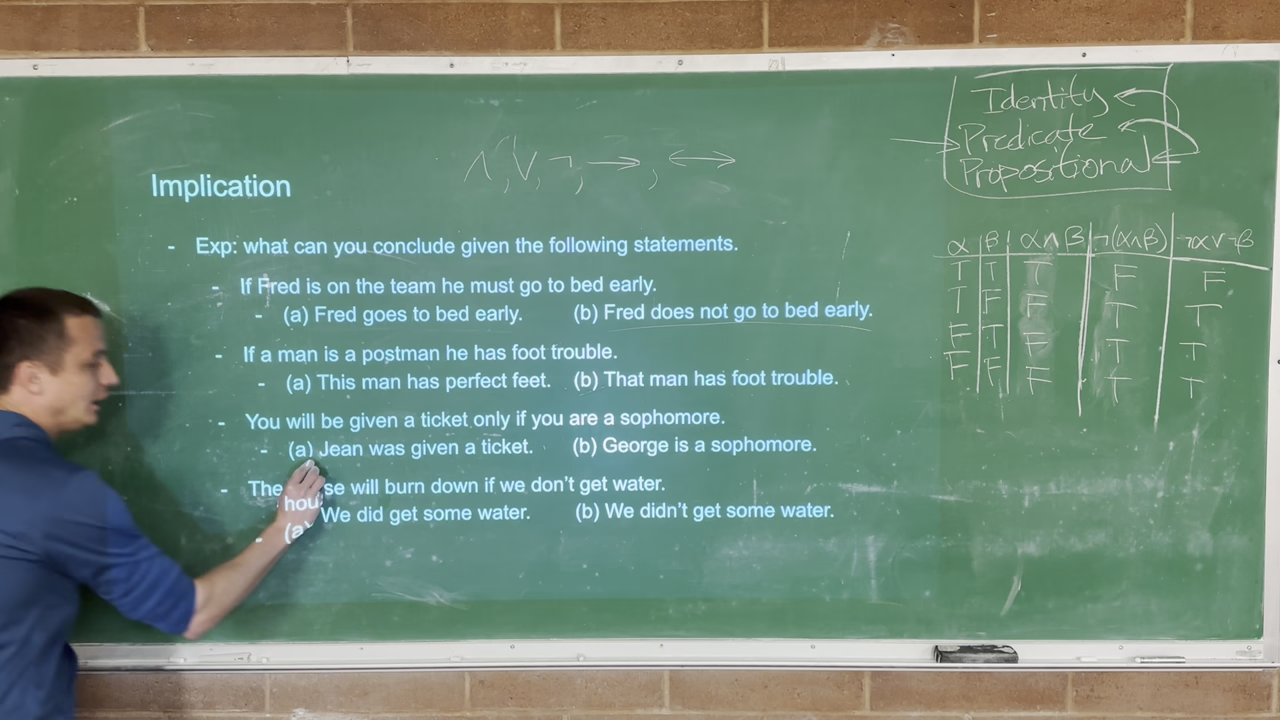 Identity
Predicate
Propositional
∧, ∨, ¬, →, ↔
Implication
- Exp: what can you conclude given the following statements.
- If Fred is on the team he must go to bed early.
- (a) Fred goes to bed early. (b) Fred does not go to bed early.
- If a man is a postman he has foot trouble.
- (a) This man has perfect feet. (b) That man has foot trouble.
- You will be given a ticket only if you are a sophomore.
- (a) Jean was given a ticket. (b) George is a sophomore.
- The house will burn down if we don't get water.
- (a) We did get some water. (b) We didn't get some water.
α β α∧β ¬(α∧β) ¬α∨¬β
T T T F F
T F F T T
F T F T T
F F F T T